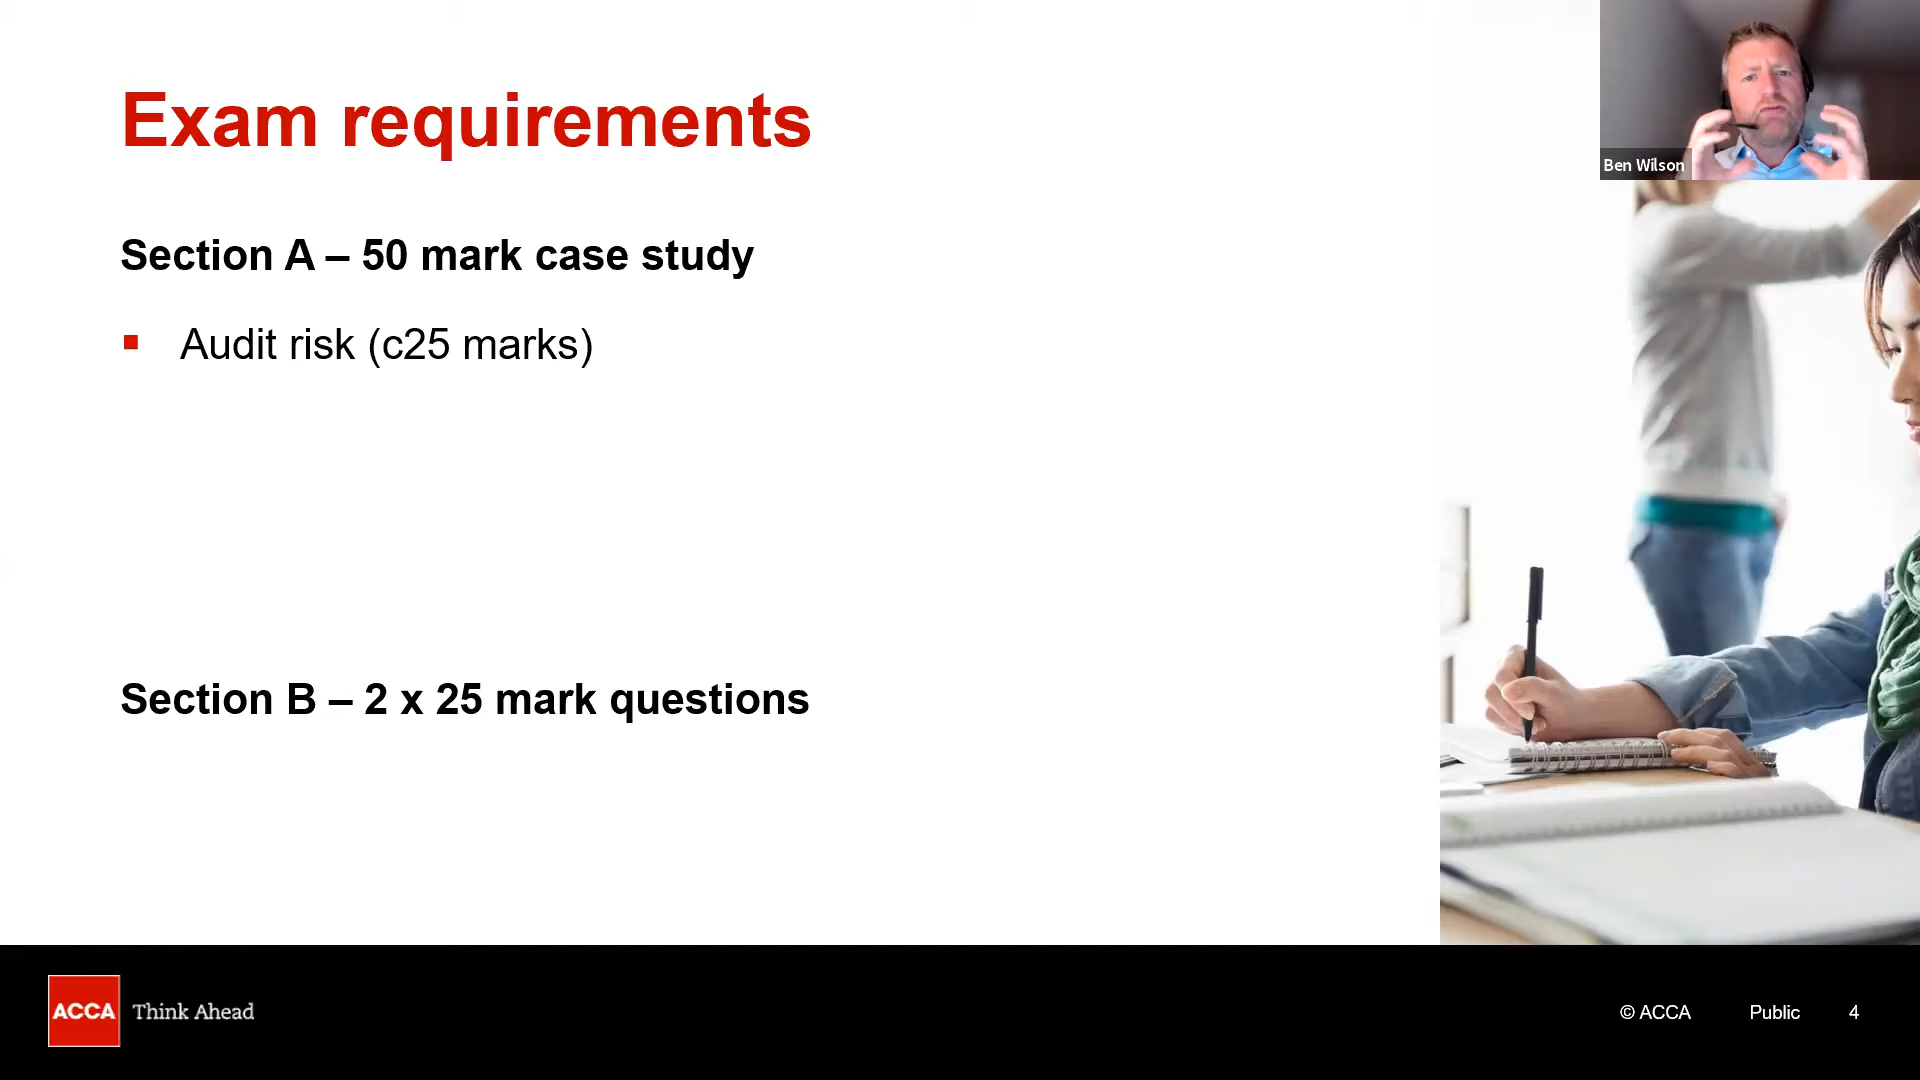 Exam requirements
Ben Wilson
Section A – 50 mark case study
Audit risk (c25 marks)
Section B – 2 x 25 mark questions
ACCA Think Ahead
© ACCA Public 4